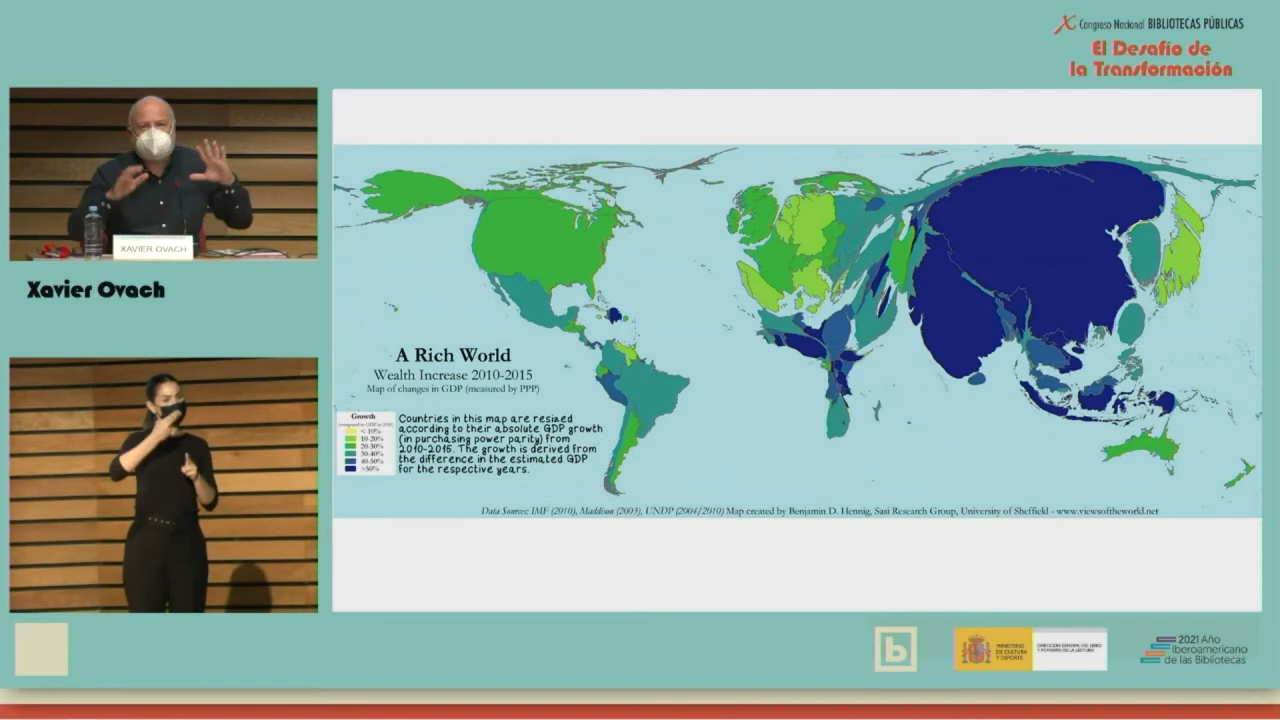 X Congreso Nacional BIBLIOTECAS PÚBLICAS
El Desafío de
la Transformación
XAVIER OVACH
Xavier Ovach
A Rich World
Wealth Increase 2010-2015
Map of changes in GDP (measured by PPP)
Growth
(compared to GDP in 2010)
< 10%
10-20%
20-30%
30-40%
40-50%
>50%
Countries in this map are resized
according to their absolute GDP growth
(in purchasing power parity) from
2010-2015. The growth is derived from
the difference in the estimated GDP
for the respective years.
Data Sources: IMF (2010), Maddison (2003), UNDP (2004/2010) Map created by Benjamin D. Hennig, Sasi Research Group, University of Sheffield - www.viewsoftheworld.net
b
MINISTERIO
DE CULTURA
Y DEPORTE
DIRECCIÓN GENERAL DEL LIBRO
Y FOMENTO DE LA LECTURA
2021 Año
Iberoamericano
de las Bibliotecas